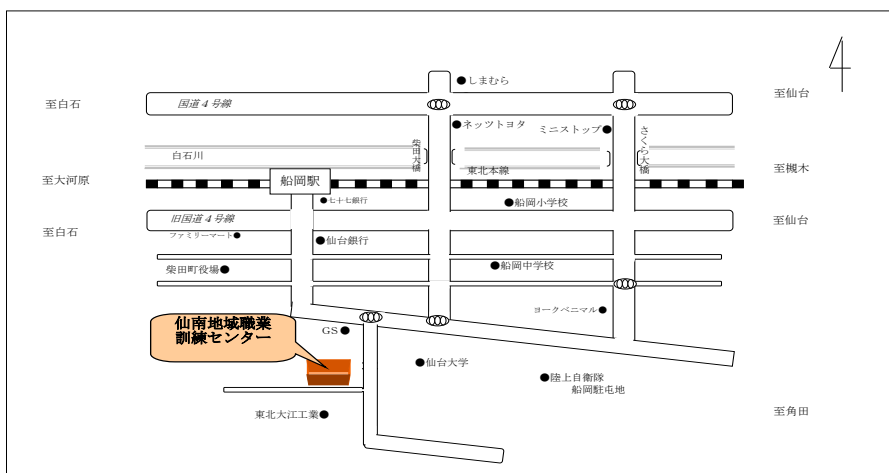 しまむら
至仙台
至白石
国道４号線
ネッツトヨタ
ミニストップ
柴田大橋
さくら大橋
白石川
東北本線
至槻木
至大河原
船岡駅
七十七銀行
船岡小学校
旧国道４号線
至仙台
至白石
ファミリーマート
仙台銀行
柴田町役場
船岡中学校
ヨークベニマル
仙南地域職業
訓練センター
GS
仙台大学
陸上自衛隊
船岡駐屯地
東北大江工業
至角田